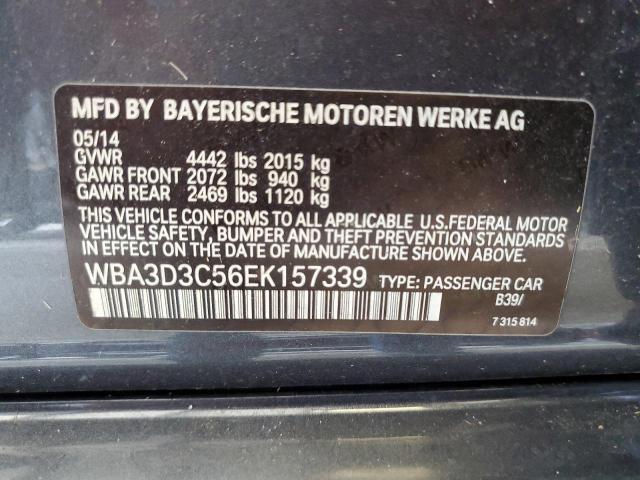 MFD BY BAYERISCHE MOTOREN WERKE AG
05/14
GVWR 4442 lbs 2015 kg
GAWR FRONT 2072 lbs 940 kg
GAWR REAR 2469 lbs 1120 kg
THIS VEHICLE CONFORMS TO ALL APPLICABLE U.S.FEDERAL MOTOR
VEHICLE SAFETY, BUMPER AND THEFT PREVENTION STANDARDS
IN EFFECT ON THE DATE OF MANUFACTURE SHOWN ABOVE.
WBA3D3C56EK157339 TYPE: PASSENGER CAR
B39/
7 315 814